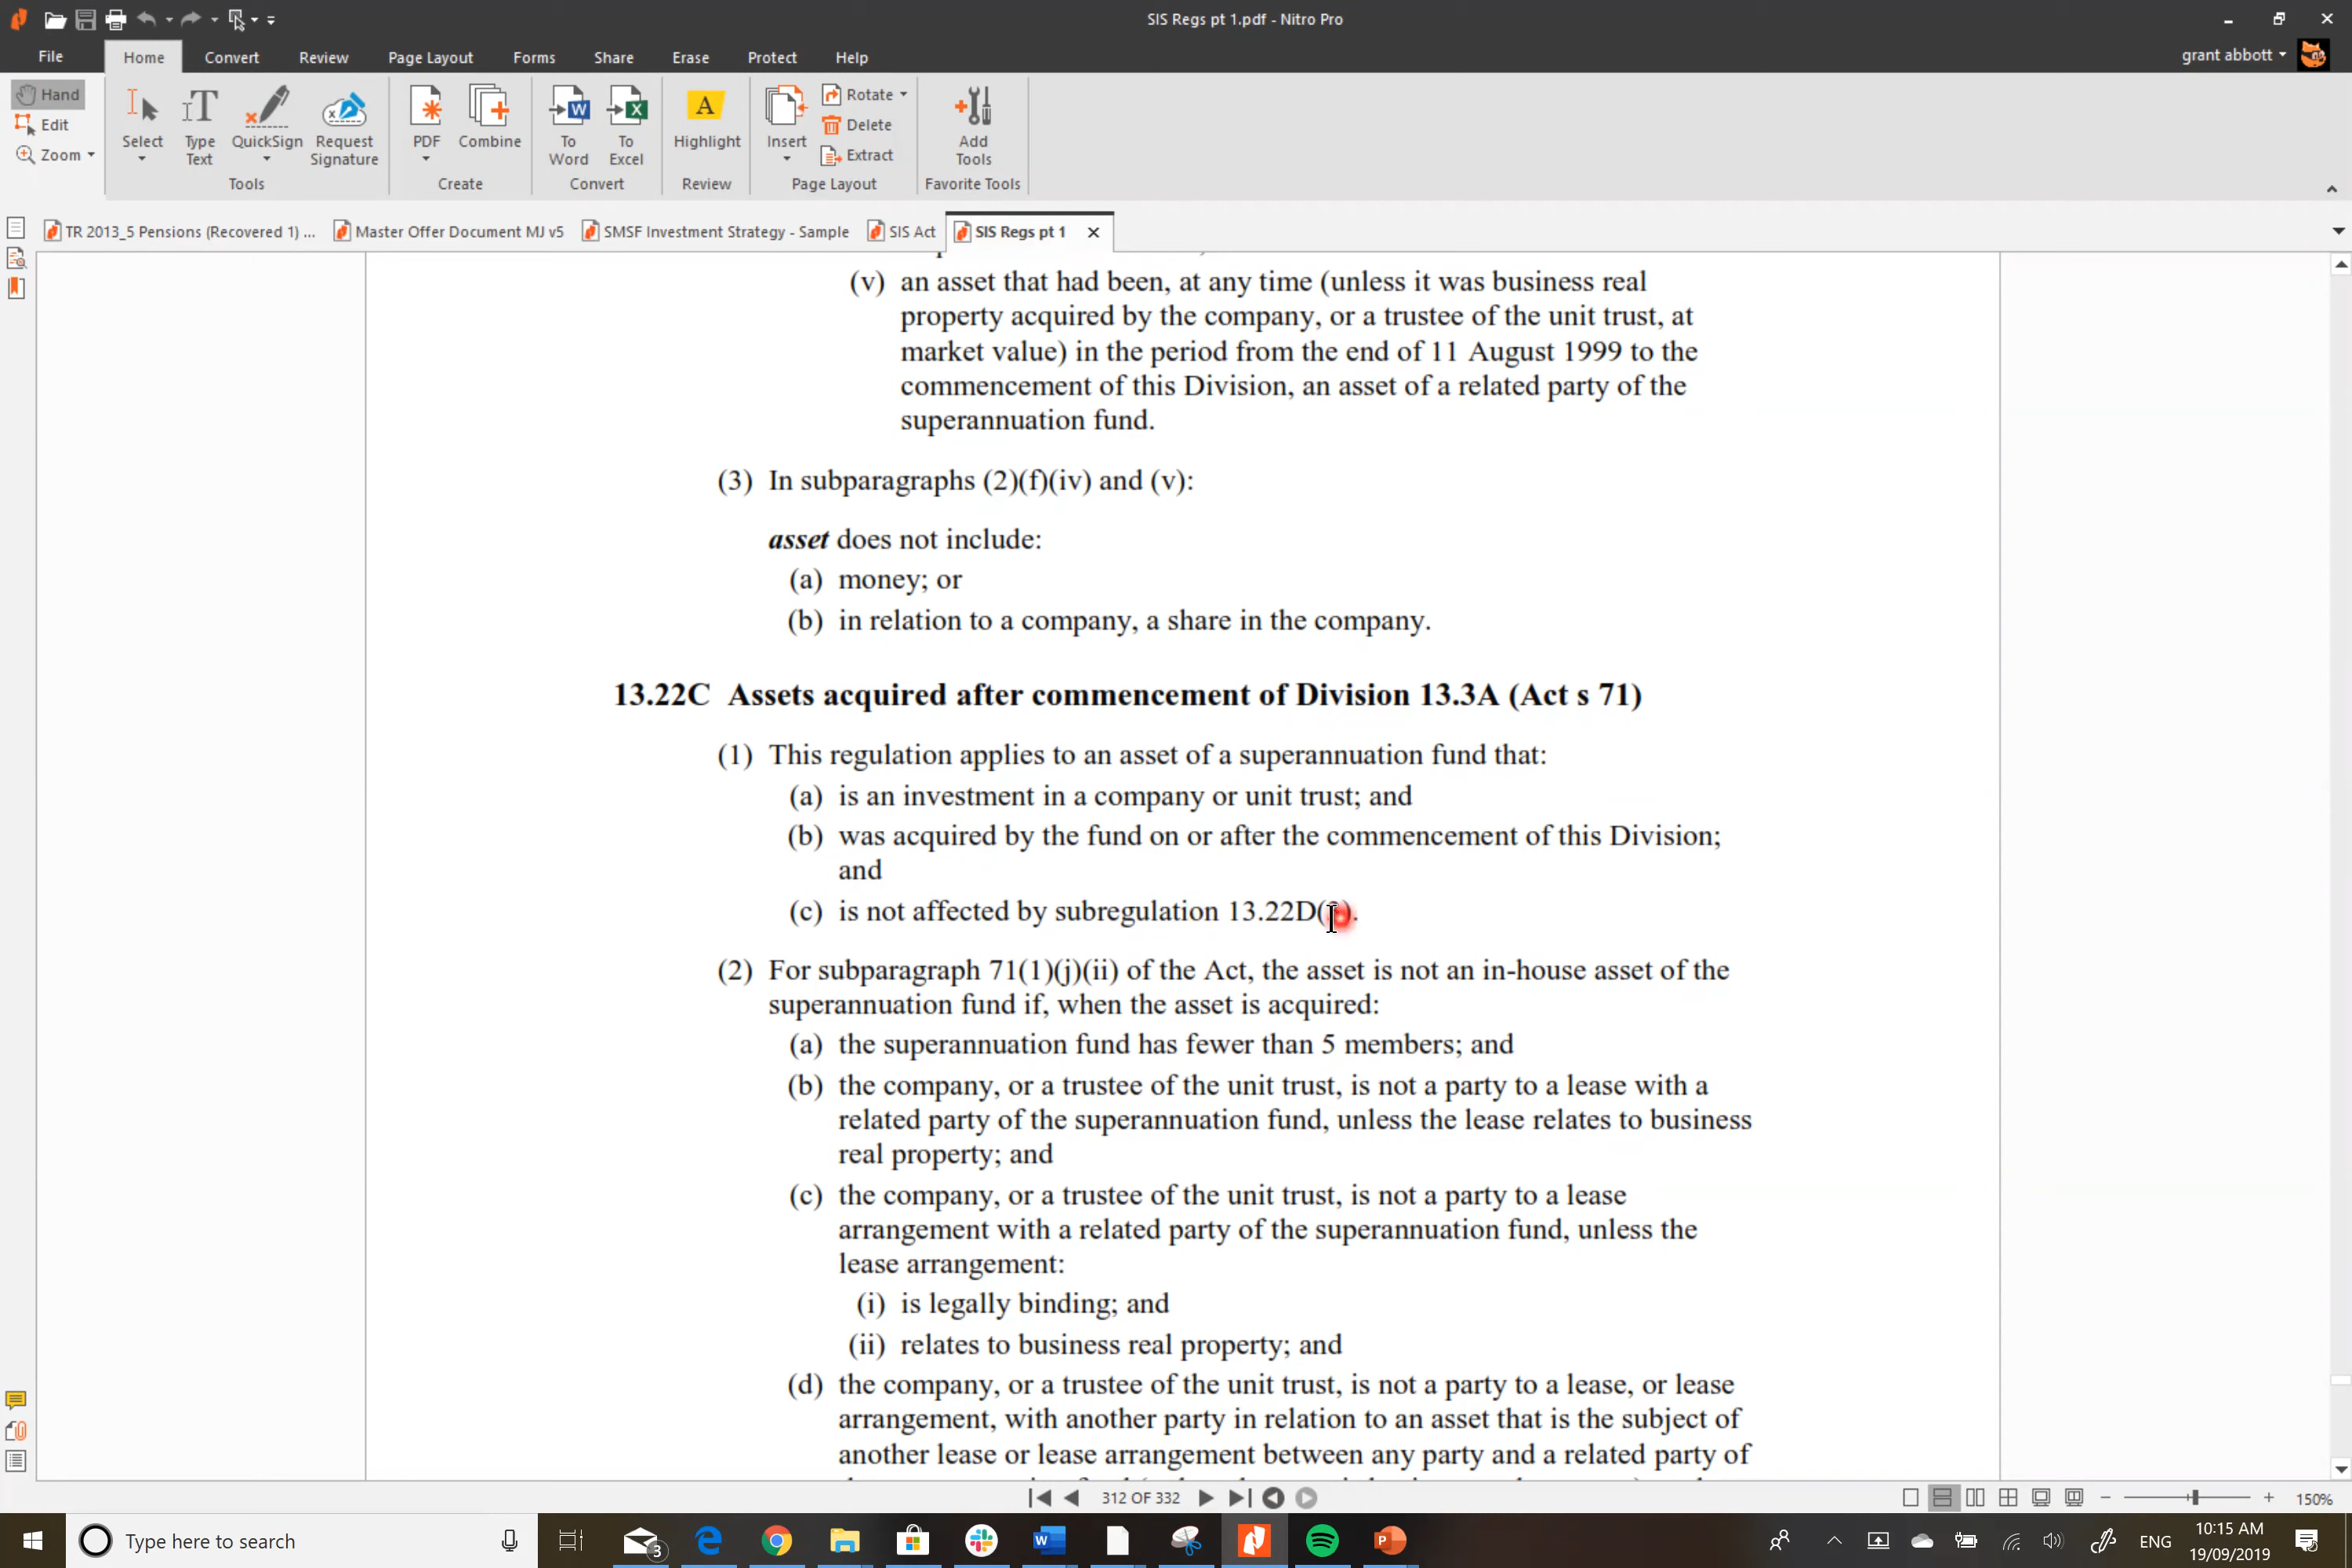 SIS Regs pt 1.pdf - Nitro Pro
File Home Convert Review Page Layout Forms Share Erase Protect Help
grant abbott
Hand
Edit
Zoom
Select
Type Text
QuickSign
Request Signature
Tools
PDF
Combine
Create
To Word
To Excel
Convert
Highlight
Review
Insert
Rotate
Delete
Extract
Page Layout
Add Tools
Favorite Tools
TR 2013_5 Pensions (Recovered 1) ...
Master Offer Document MJ v5
SMSF Investment Strategy - Sample
SIS Act
SIS Regs pt 1
(v) an asset that had been, at any time (unless it was business real
property acquired by the company, or a trustee of the unit trust, at
market value) in the period from the end of 11 August 1999 to the
commencement of this Division, an asset of a related party of the
superannuation fund.
(3) In subparagraphs (2)(f)(iv) and (v):
asset does not include:
(a) money; or
(b) in relation to a company, a share in the company.
13.22C Assets acquired after commencement of Division 13.3A (Act s 71)
(1) This regulation applies to an asset of a superannuation fund that:
(a) is an investment in a company or unit trust; and
(b) was acquired by the fund on or after the commencement of this Division;
and
(c) is not affected by subregulation
(2) For subparagraph 71(1)(j)(ii) of the Act, the asset is not an in-house asset of the
superannuation fund if, when the asset is acquired:
(a) the superannuation fund has fewer than 5 members; and
(b) the company, or a trustee of the unit trust, is not a party to a lease with a
related party of the superannuation fund, unless the lease relates to business
real property; and
(c) the company, or a trustee of the unit trust, is not a party to a lease
arrangement with a related party of the superannuation fund, unless the
lease arrangement:
(i) is legally binding; and
(ii) relates to business real property; and
(d) the company, or a trustee of the unit trust, is not a party to a lease, or lease
arrangement, with another party in relation to an asset that is the subject of
another lease or lease arrangement between any party and a related party of
312 OF 332
150%
Type here to search
3
ENG
10:15 AM
19/09/2019